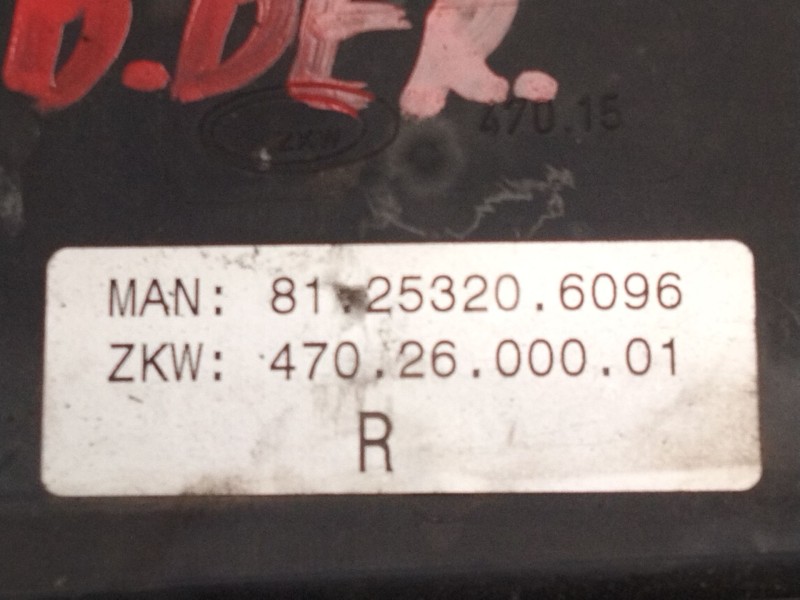 D.DER.
ZKW 470.15
MAN: 81.25320.6096
ZKW: 470.26.000.01
R